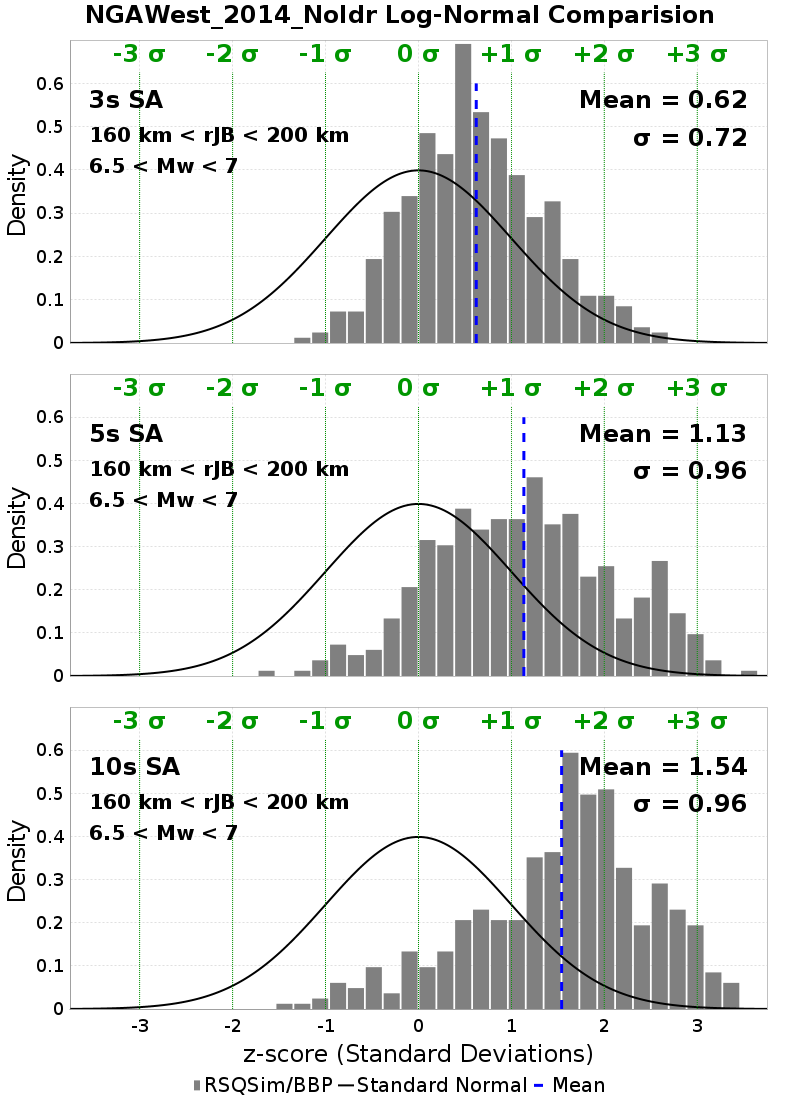 NGAWest_2014_NoIdr Log-Normal Comparision
-3 σ -2 σ -1 σ 0 σ +1 σ +2 σ +3 σ
3s SA
160 km < rJB < 200 km
6.5 < Mw < 7
Mean = 0.62
σ = 0.72
Density
0.6
0.5
0.4
0.3
0.2
0.1
0
-3 σ -2 σ -1 σ 0 σ +1 σ +2 σ +3 σ
5s SA
160 km < rJB < 200 km
6.5 < Mw < 7
Mean = 1.13
σ = 0.96
Density
0.6
0.5
0.4
0.3
0.2
0.1
0
-3 σ -2 σ -1 σ 0 σ +1 σ +2 σ +3 σ
10s SA
160 km < rJB < 200 km
6.5 < Mw < 7
Mean = 1.54
σ = 0.96
Density
0.6
0.5
0.4
0.3
0.2
0.1
0
-3 -2 -1 0 1 2 3
z-score (Standard Deviations)
RSQSim/BBP Standard Normal Mean